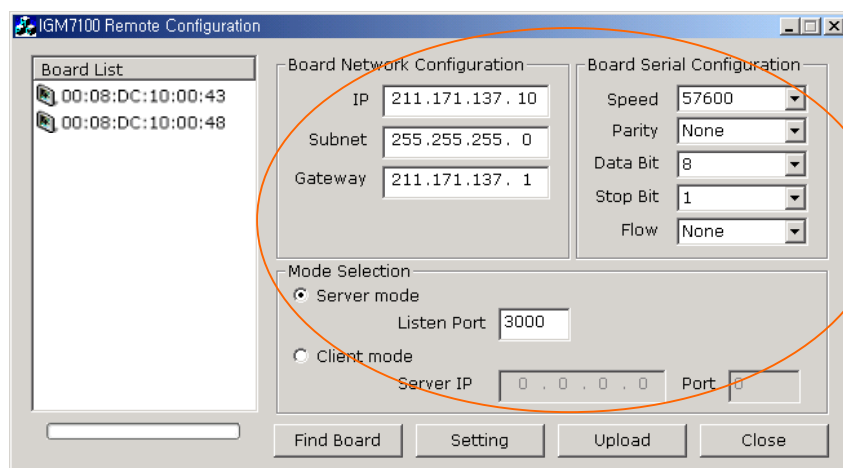 IGM7100 Remote Configuration
Board List
00:08:DC:10:00:43
00:08:DC:10:00:48
Board Network Configuration
IP 211.171.137. 10
Subnet 255.255.255. 0
Gateway 211.171.137. 1
Board Serial Configuration
Speed 57600
Parity None
Data Bit 8
Stop Bit 1
Flow None
Mode Selection
Server mode
Listen Port 3000
Client mode
Server IP 0 . 0 . 0 . 0 Port 0
Find Board Setting Upload Close